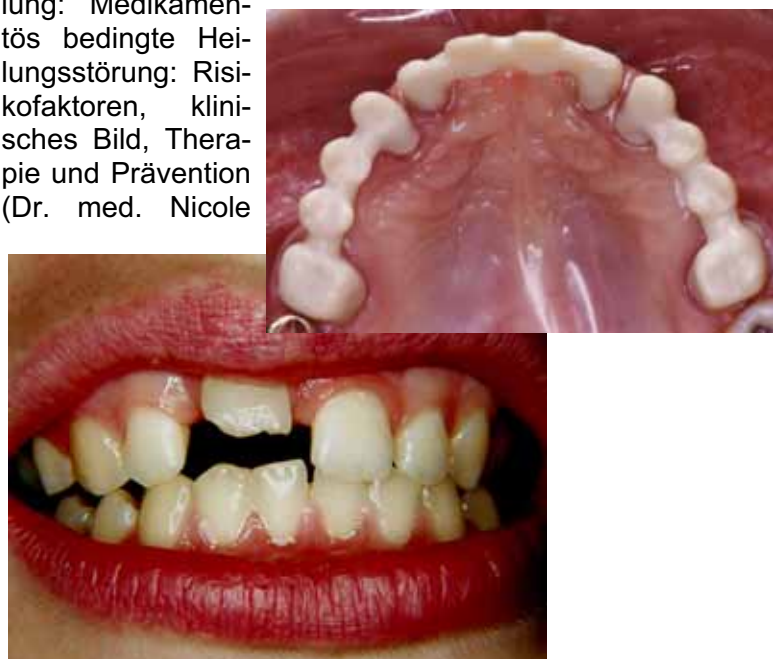 lung: Medikamen-
tös bedingte Hei-
lungsstörung: Risi-
kofaktoren, klini-
sches Bild, Thera-
pie und Prävention
(Dr. med. Nicole